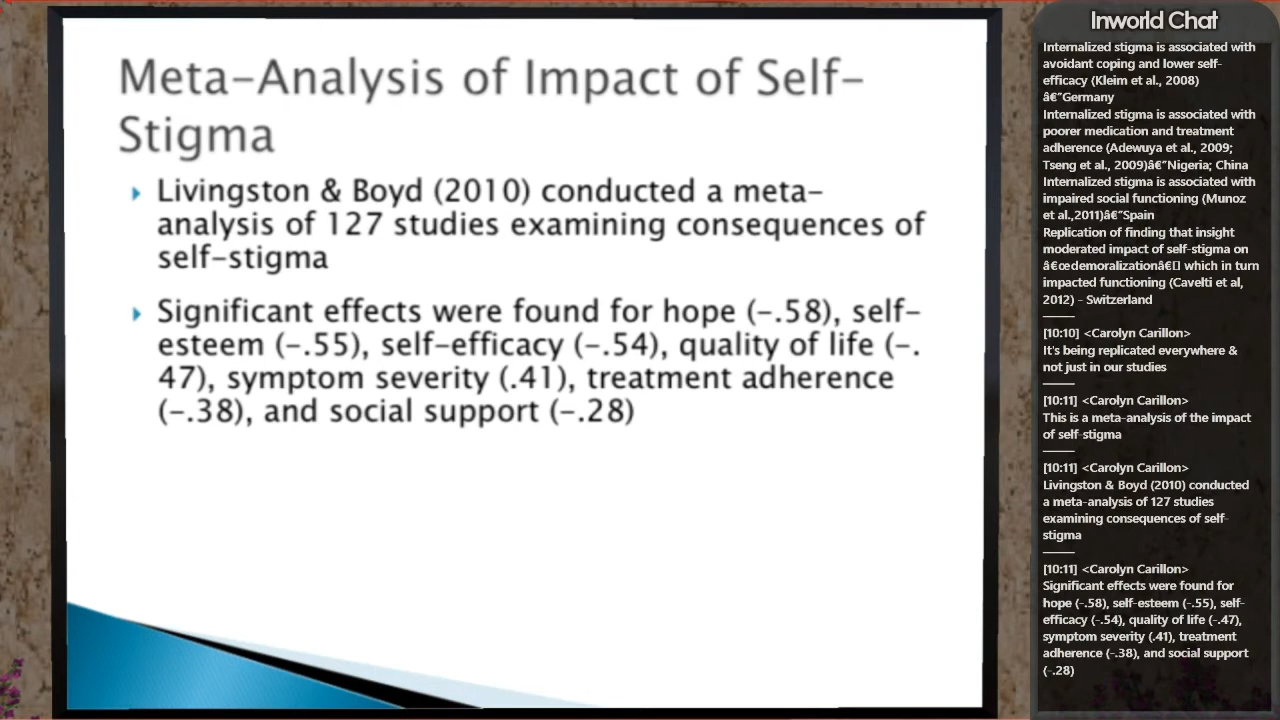 Meta-Analysis of Impact of Self-
Stigma
Livingston & Boyd (2010) conducted a meta-
analysis of 127 studies examining consequences of
self-stigma
Significant effects were found for hope (-.58), self-
esteem (-.55), self-efficacy (-.54), quality of life (-.
47), symptom severity (.41), treatment adherence
(-.38), and social support (-.28)
Inworld Chat
Internalized stigma is associated with
avoidant coping and lower self-
efficacy (Kleim et al., 2008)
â€"Germany
Internalized stigma is associated with
poorer medication and treatment
adherence (Adewuya et al., 2009;
Tseng et al., 2009)â€"Nigeria; China
Internalized stigma is associated with
impaired social functioning (Munoz
et al.,2011)â€"Spain
Replication of finding that insight
moderated impact of self-stigma on
â€œdemoralizationâ€▯ which in turn
impacted functioning (Cavelti et al,
2012) - Switzerland
[10:10] <Carolyn Carillon>
It's being replicated everywhere &
not just in our studies
[10:11] <Carolyn Carillon>
This is a meta-analysis of the impact
of self-stigma
[10:11] <Carolyn Carillon>
Livingston & Boyd (2010) conducted
a meta-analysis of 127 studies
examining consequences of self-
stigma
[10:11] <Carolyn Carillon>
Significant effects were found for
hope (-.58), self-esteem (-.55), self-
efficacy (-.54), quality of life (-.47),
symptom severity (.41), treatment
adherence (-.38), and social support
(-.28)